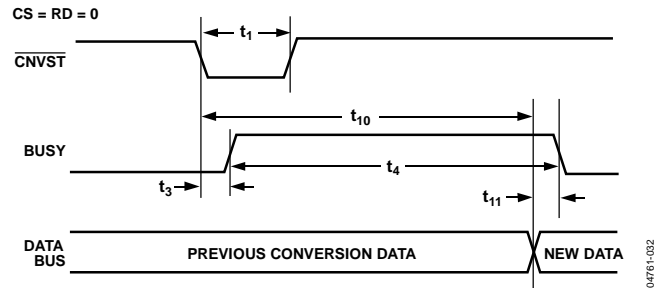 CS = RD = 0
t1
CNVST
t10
BUSY
t4
t3
t11
DATA
BUS
PREVIOUS CONVERSION DATA
NEW DATA
04761-032